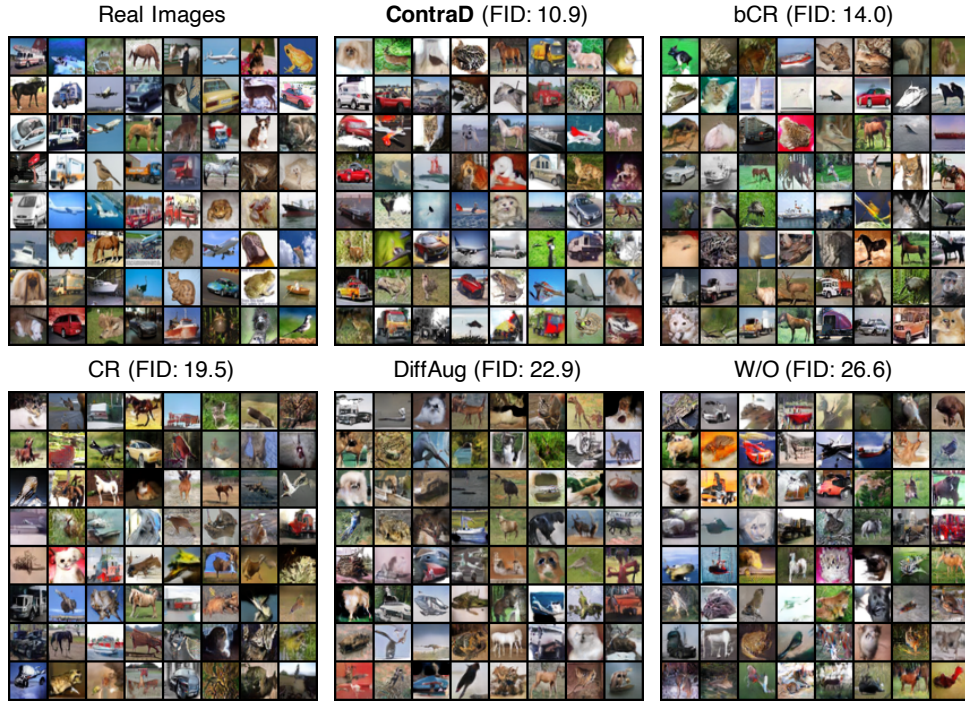 Real Images
ContraD (FID: 10.9)
bCR (FID: 14.0)
CR (FID: 19.5)
DiffAug (FID: 22.9)
W/O (FID: 26.6)